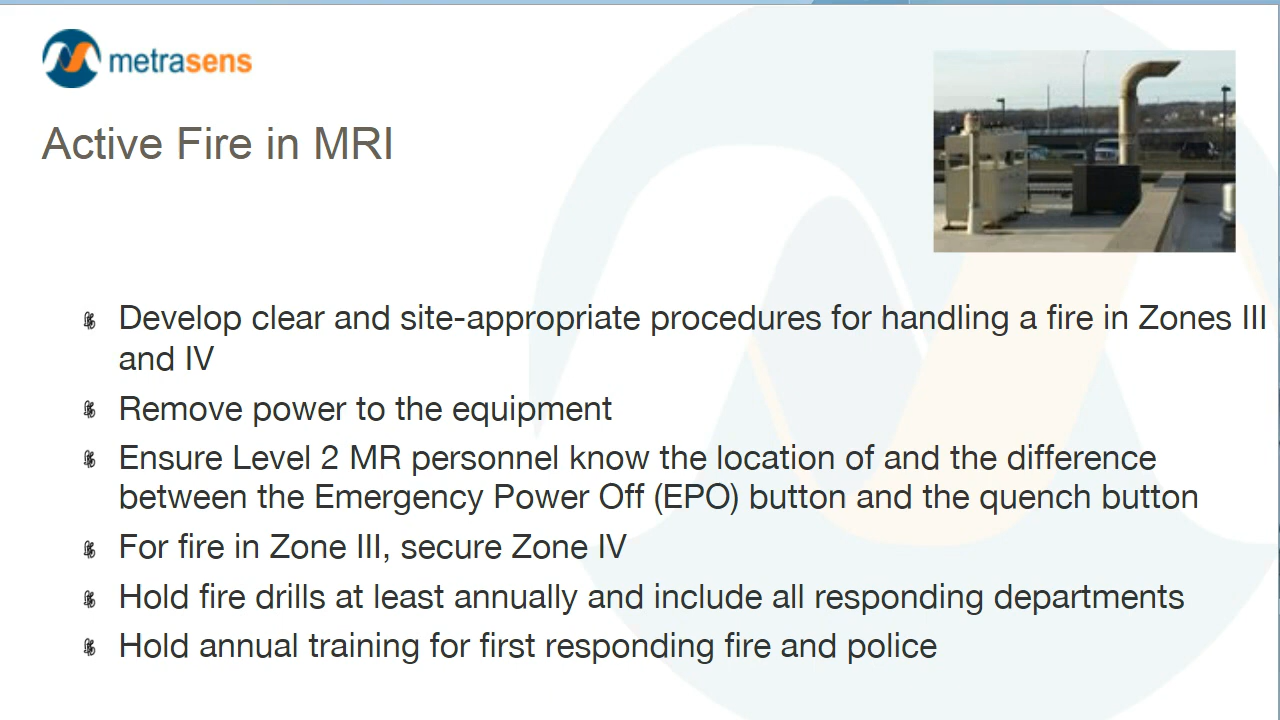 metrasens
Active Fire in MRI
Develop clear and site-appropriate procedures for handling a fire in Zones III
and IV
Remove power to the equipment
Ensure Level 2 MR personnel know the location of and the difference
between the Emergency Power Off (EPO) button and the quench button
For fire in Zone III, secure Zone IV
Hold fire drills at least annually and include all responding departments
Hold annual training for first responding fire and police